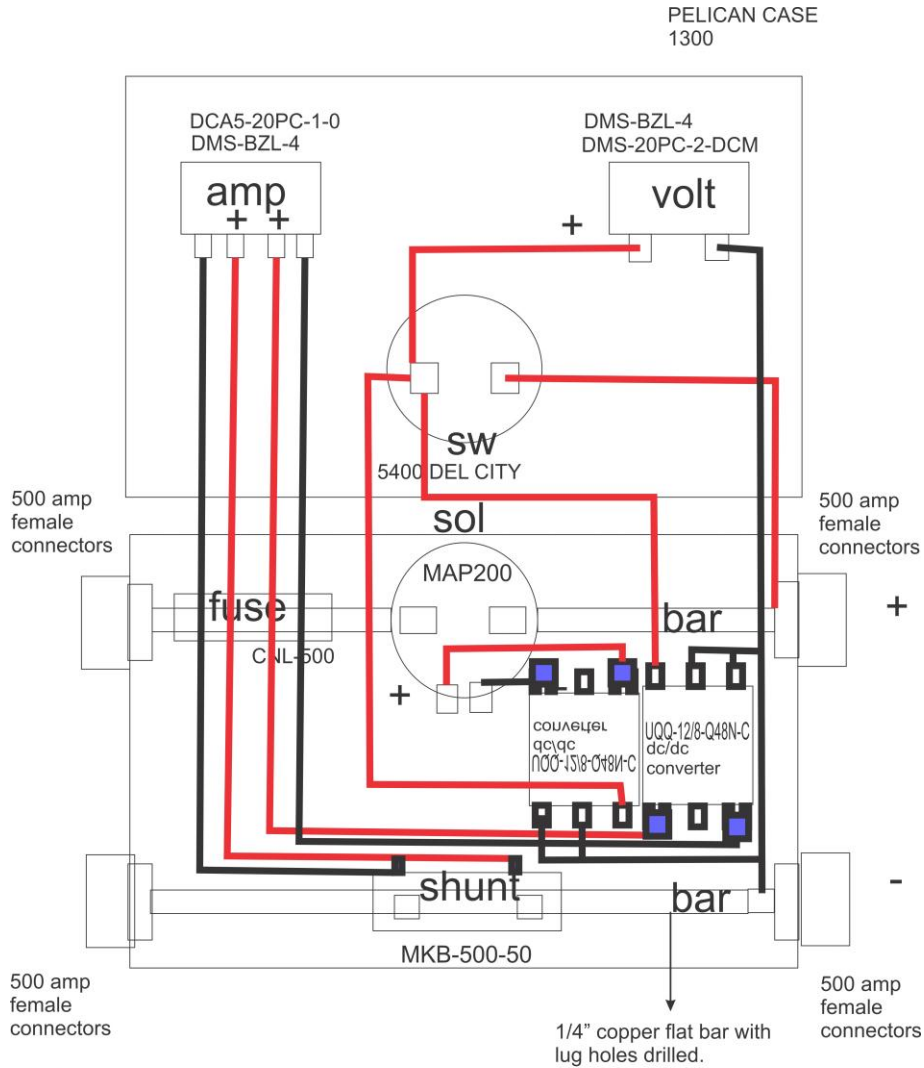 PELICAN CASE
1300
DCA5-20PC-1-0
DMS-BZL-4
amp
+ +
DMS-BZL-4
DMS-20PC-2-DCM
volt
+
sw
5400 DEL CITY
500 amp
female
connectors
500 amp
female
connectors
sol
MAP200
fuse
CNL-500
bar
+
+
-
converter
dc/dc
UQQ-12/8-Q48N-C
UQQ-12/8-Q48N-C
dc/dc
converter
shunt
bar
-
MKB-500-50
500 amp
female
connectors
500 amp
female
connectors
1/4” copper flat bar with
lug holes drilled.